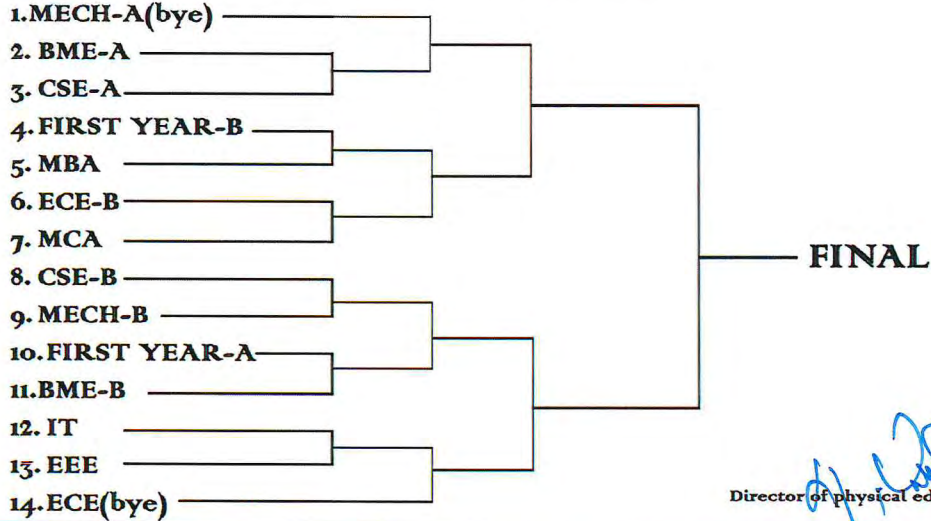 1.MECH-A(bye)
2. BME-A
3. CSE-A
4. FIRST YEAR-B
5. MBA
6. ECE-B
7. MCA
8. CSE-B
9. MECH-B
10.FIRST YEAR-A
11.BME-B
12. IT
13. EEE
14.ECE(bye)
FINAL
Director of physical ed